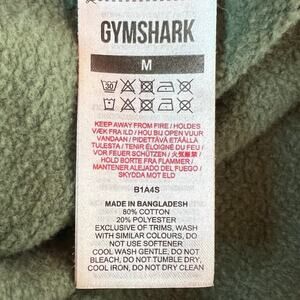 GYMSHARK
M
30
KEEP AWAY FROM FIRE / HOLDES
VÆK FRA ILD / HOU BIJ OPEN VUUR
VANDAAN / PIDETTÄVÄ ETÄÄLLÄ
TULESTA / TENIR ÉLOIGNÉ DU FEU /
VOR FEUER SCHÜTZEN / 火気厳禁 /
HOLD BORTE FRA FLAMMER /
MANTENER ALEJADO DEL FUEGO /
SKYDDA MOT ELD
B1A4S
MADE IN BANGLADESH
80% COTTON
20% POLYESTER
EXCLUSIVE OF TRIMS, WASH
WITH SIMILAR COLOURS, DO
NOT USE SOFTENER
COOL WASH GENTLE, DO NOT
BLEACH, DO NOT TUMBLE DRY,
COOL IRON, DO NOT DRY CLEAN